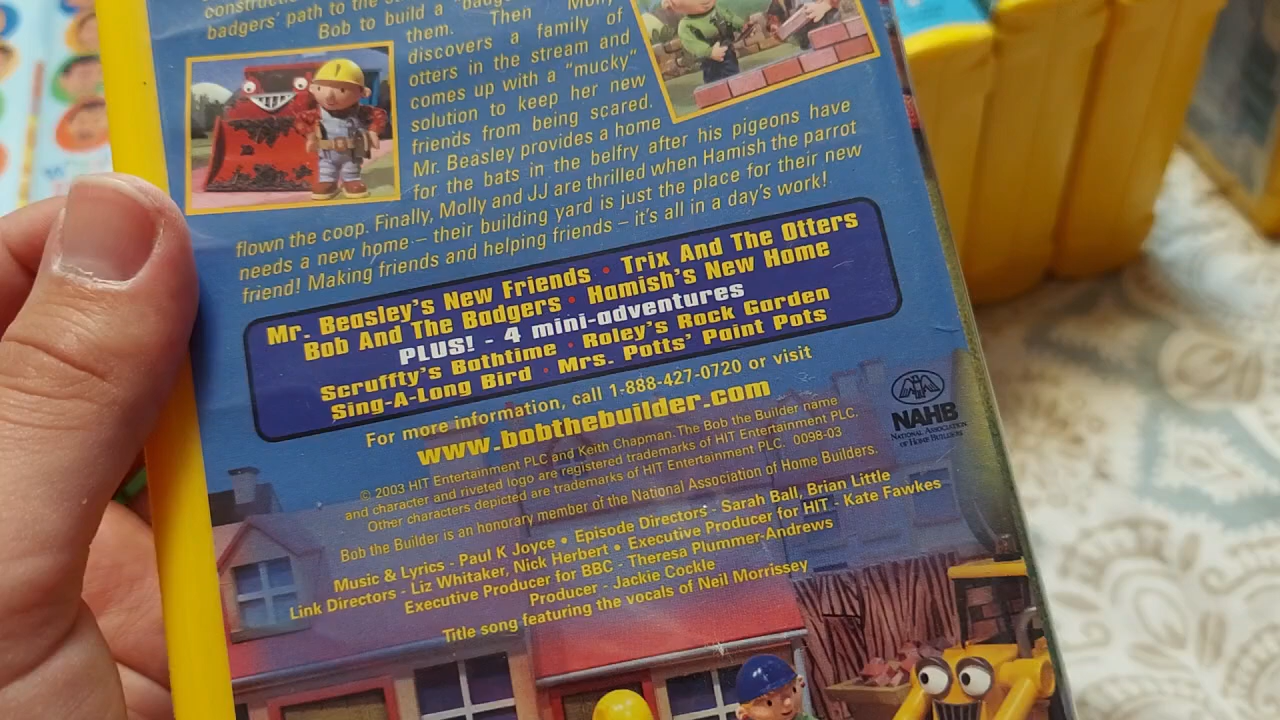 badgers' path to the
Bob to build a
them. Then Molly
discovers a family of
otters in the stream and
comes up with a "mucky"
solution to keep her new
friends from being scared.
Mr. Beasley provides a home
for the bats in the belfry after his pigeons have
flown the coop. Finally, Molly and JJ are thrilled when Hamish the parrot
needs a new home – their building yard is just the place for their new
friend! Making friends and helping friends – it's all in a day's work!
Mr. Beasley's New Friends • Trix And The Otters
Bob And The Badgers • Hamish's New Home
PLUS! - 4 mini-adventures
Scruffty's Bathtime • Roley's Rock Garden
Sing-A-Long Bird • Mrs. Potts' Paint Pots
For more information, call 1-888-427-0720 or visit
www.bobthebuilder.com
© 2003 HIT Entertainment PLC and Keith Chapman. The Bob the Builder name
and character and riveted logo are registered trademarks of HIT Entertainment PLC.
Other characters depicted are trademarks of HIT Entertainment PLC. 0098-03
Bob the Builder is an honorary member of the National Association of Home Builders.
NAHB
National Association
of Home Builders
Music & Lyrics - Paul K Joyce • Episode Directors - Sarah Ball, Brian Little
Link Directors - Liz Whitaker, Nick Herbert • Executive Producer for HIT - Kate Fawkes
Executive Producer for BBC - Theresa Plummer-Andrews
Producer - Jackie Cockle
Title song featuring the vocals of Neil Morrissey